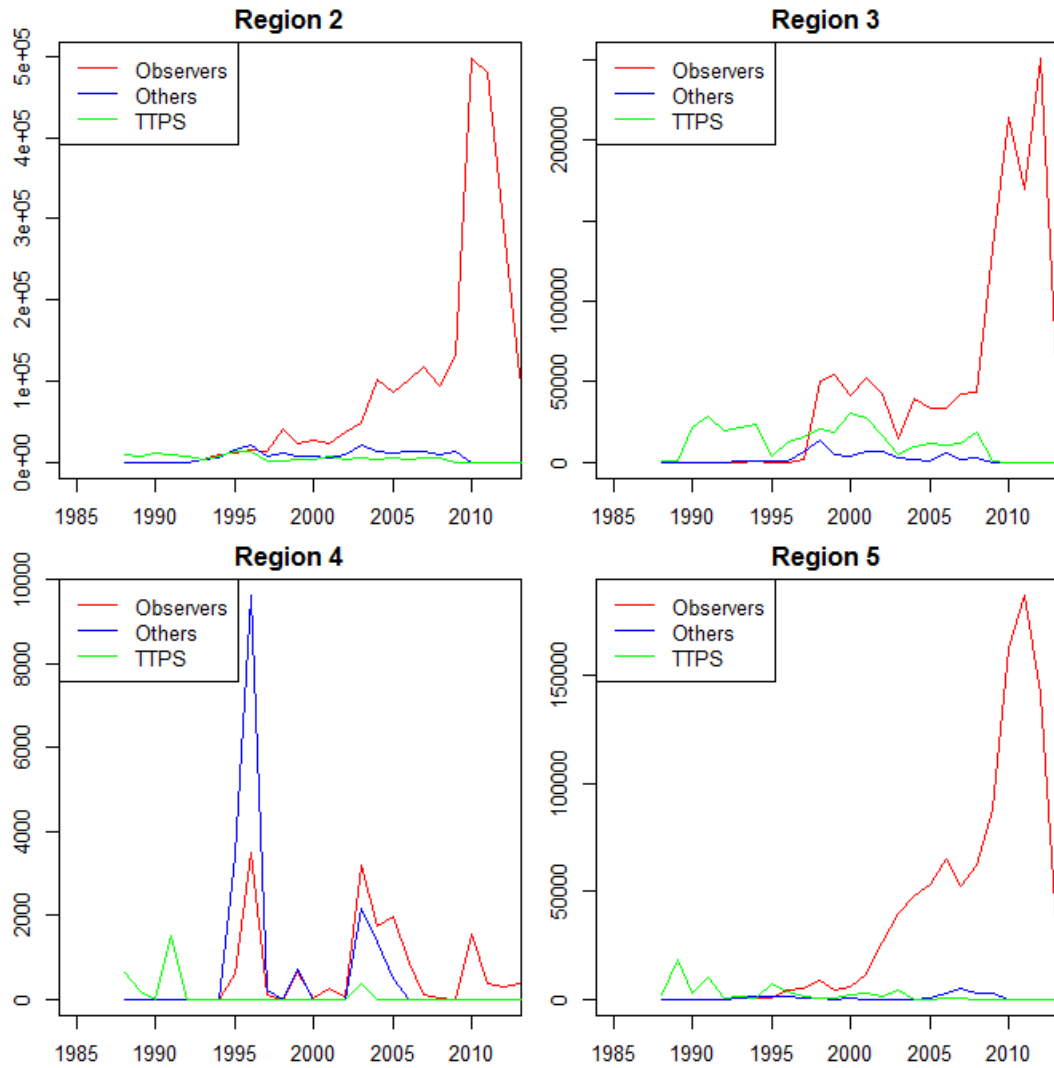 Region 2
Observers
Others
TTPS
5e+05
4e+05
3e+05
2e+05
1e+05
0e+00
1985 1990 1995 2000 2005 2010
Region 3
Observers
Others
TTPS
200000
100000
50000
0
1985 1990 1995 2000 2005 2010
Region 4
Observers
Others
TTPS
10000
8000
6000
4000
2000
0
1985 1990 1995 2000 2005 2010
Region 5
Observers
Others
TTPS
150000
100000
50000
0
1985 1990 1995 2000 2005 2010